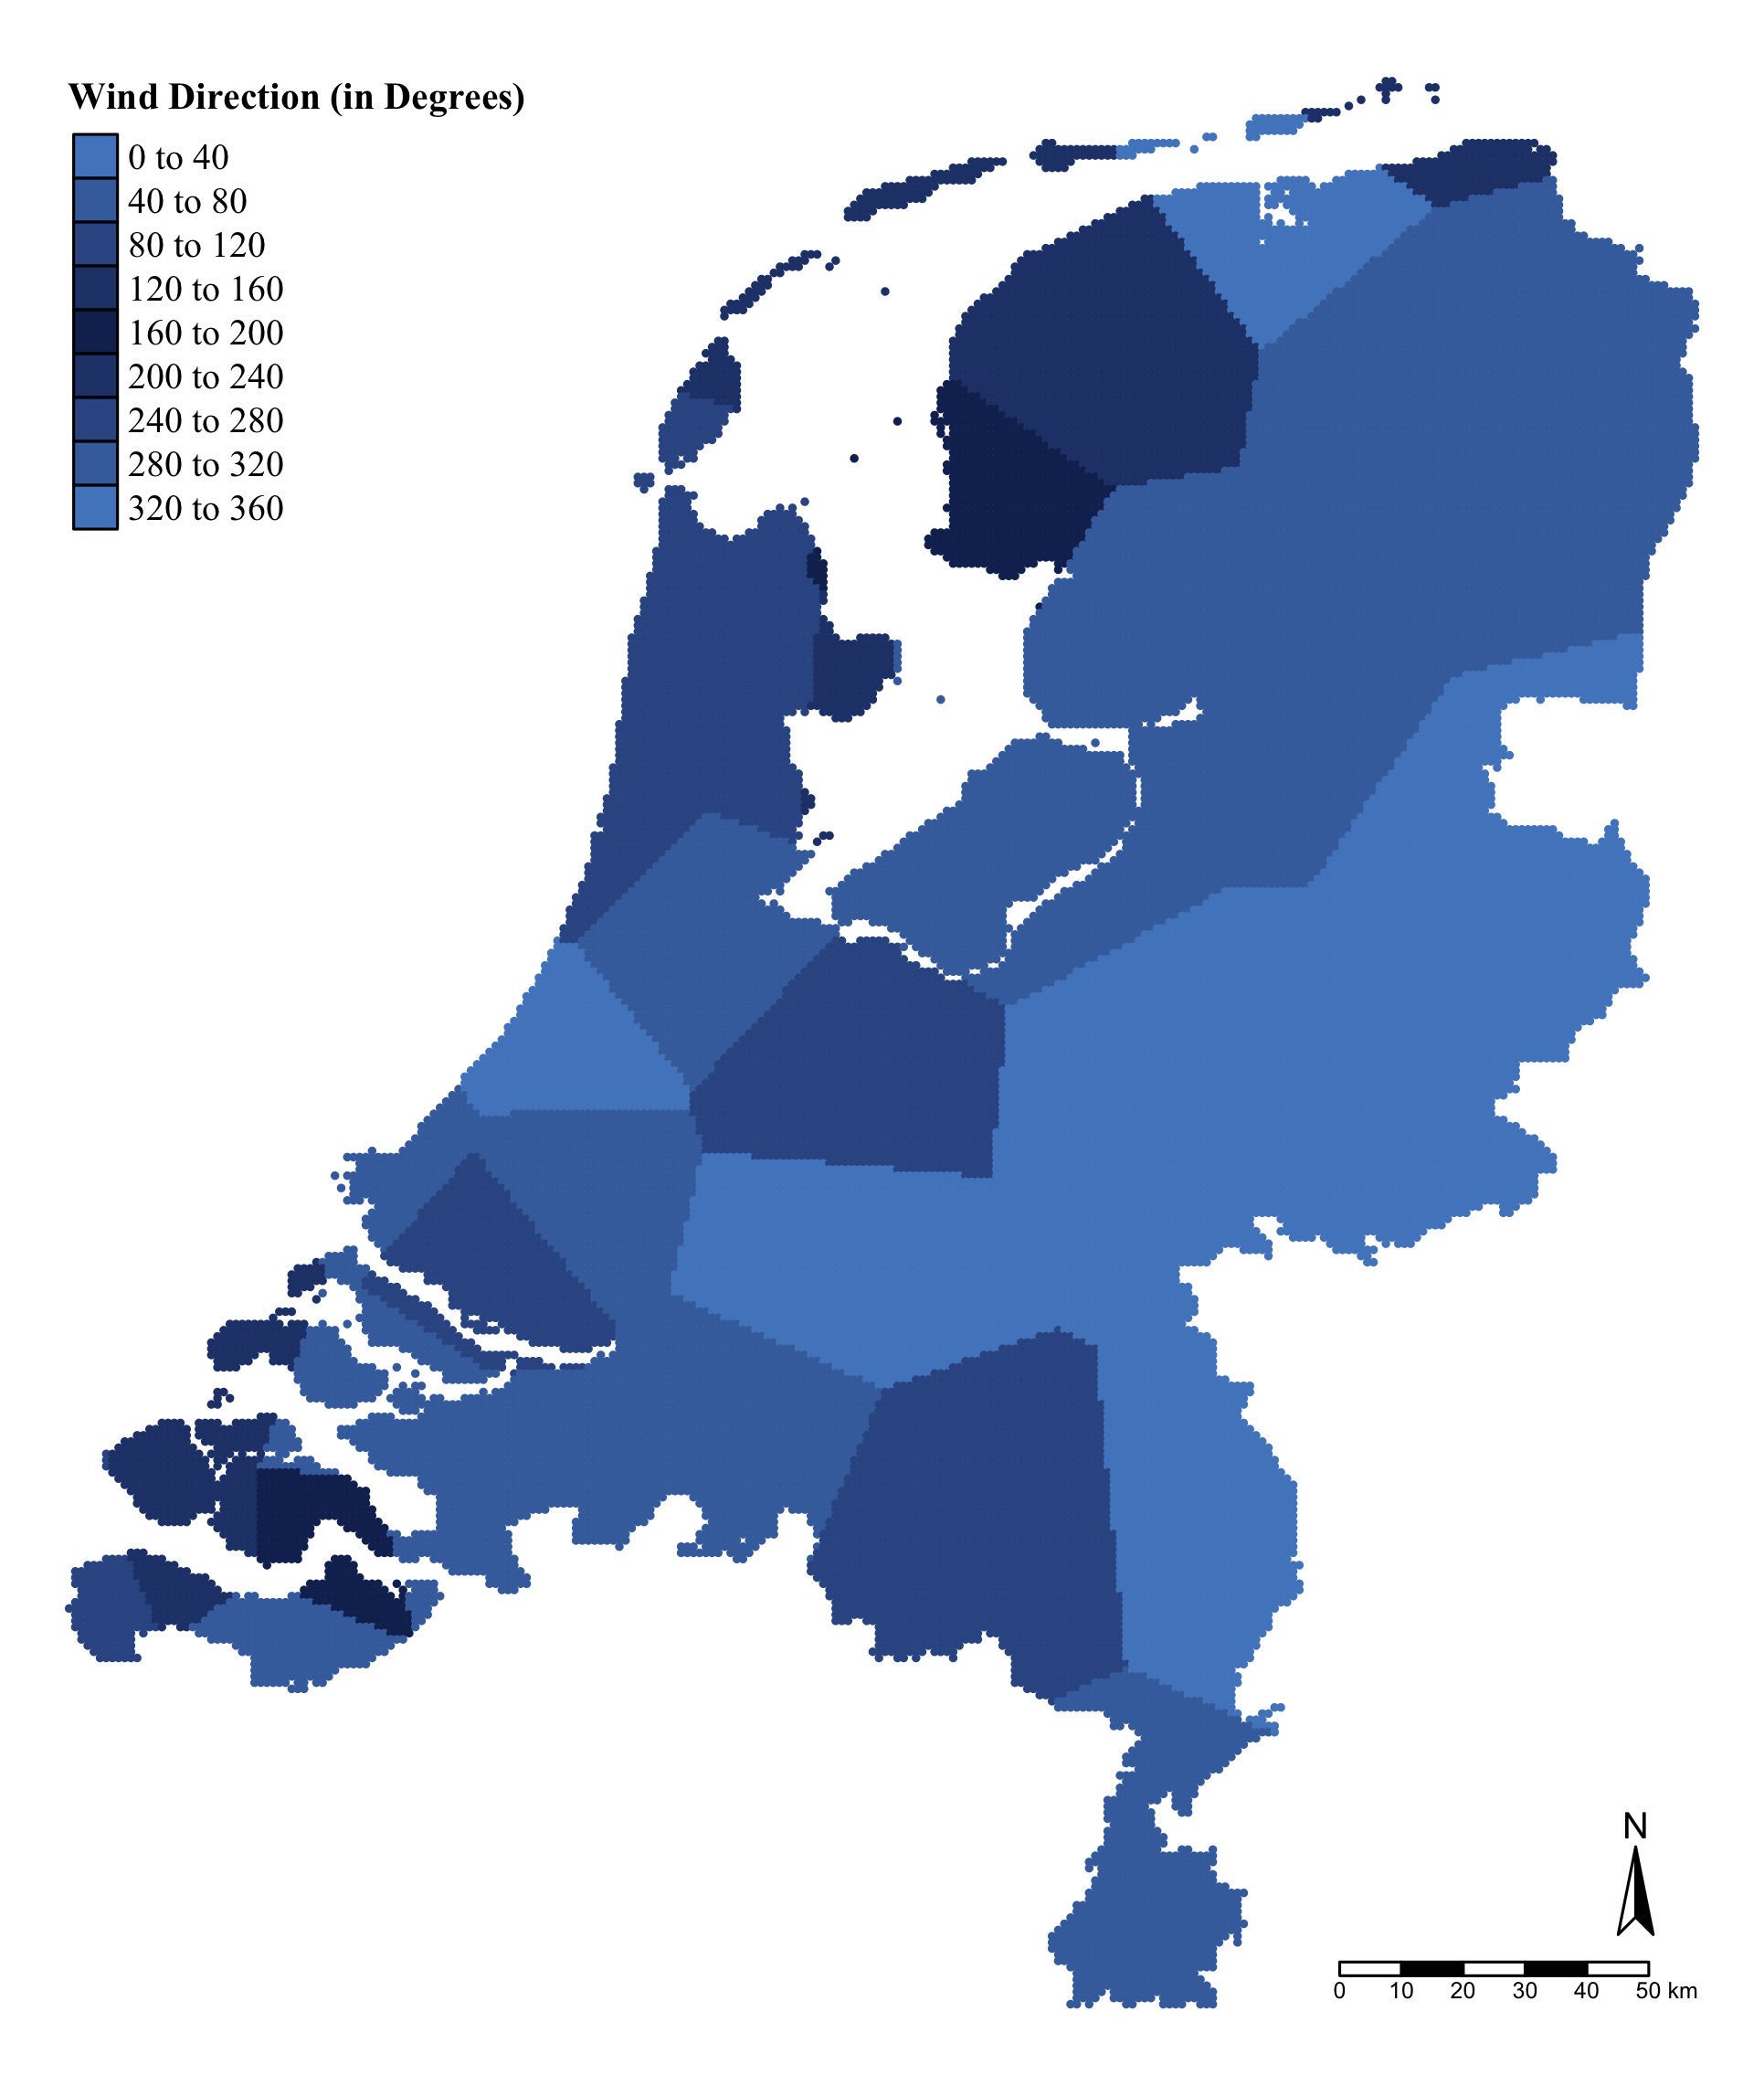 Wind Direction (in Degrees)
0 to 40
40 to 80
80 to 120
120 to 160
160 to 200
200 to 240
240 to 280
280 to 320
320 to 360
N
0 10 20 30 40 50 km